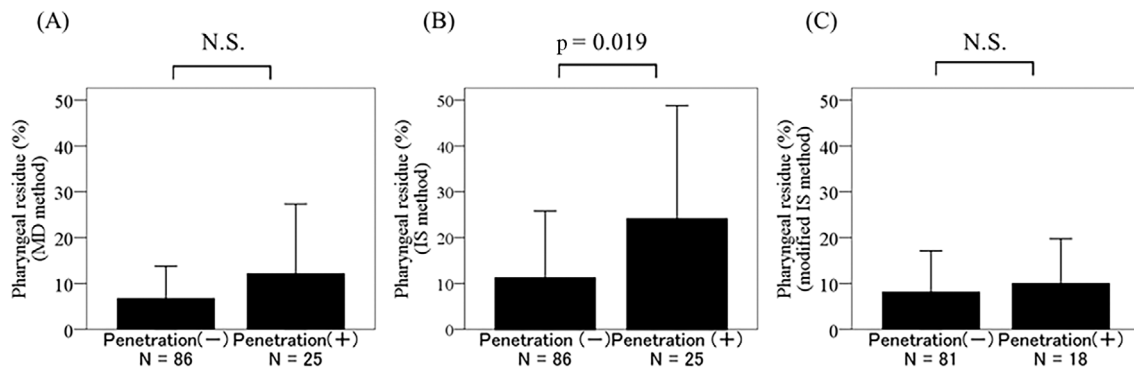 (A)
N.S.
Pharyngeal residue (%)
(MD method)
50
40
30
20
10
0
Penetration(−)
N = 86
Penetration(+)
N = 25
(B)
p = 0.019
Pharyngeal residue (%)
(IS method)
50
40
30
20
10
0
Penetration (−)
N = 86
Penetration (+)
N = 25
(C)
N.S.
Pharyngeal residue (%)
(modified IS method)
50
40
30
20
10
0
Penetration(−)
N = 81
Penetration(+)
N = 18